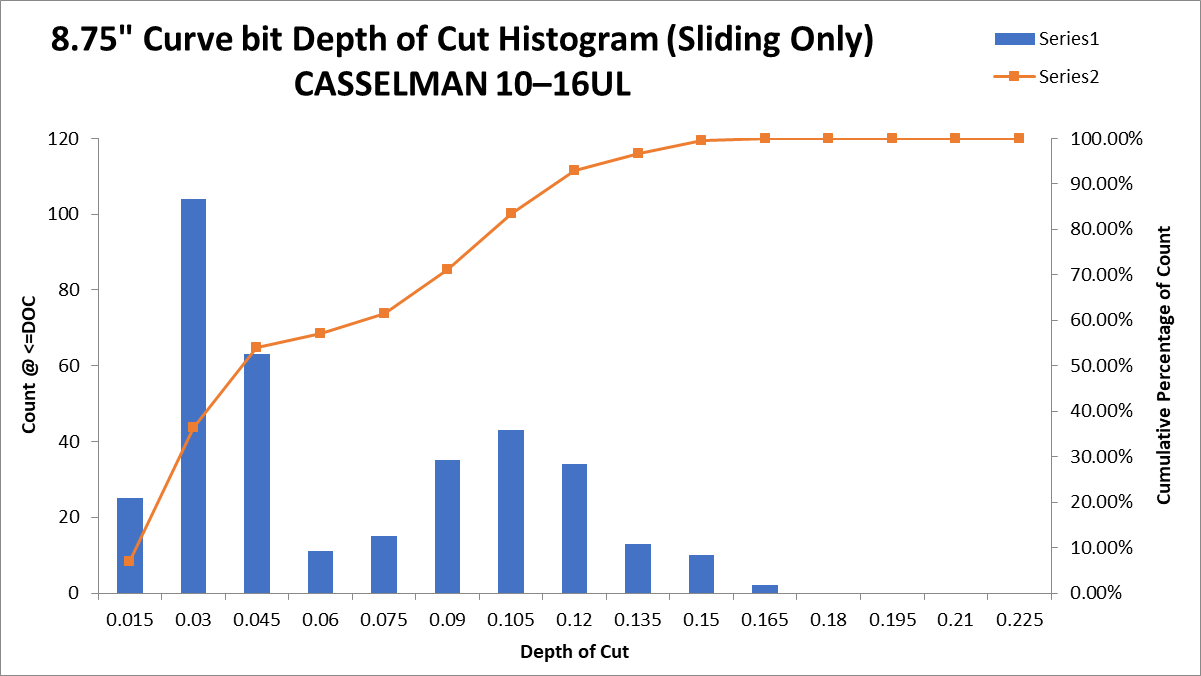 8.75" Curve bit Depth of Cut Histogram (Sliding Only)
CASSELMAN 10–16UL
Series1
Series2
120
100
80
60
40
20
0
Count @ <=DOC
100.00%
90.00%
80.00%
70.00%
60.00%
50.00%
40.00%
30.00%
20.00%
10.00%
0.00%
Cumulative Percentage of Count
0.015 0.03 0.045 0.06 0.075 0.09 0.105 0.12 0.135 0.15 0.165 0.18 0.195 0.21 0.225
Depth of Cut